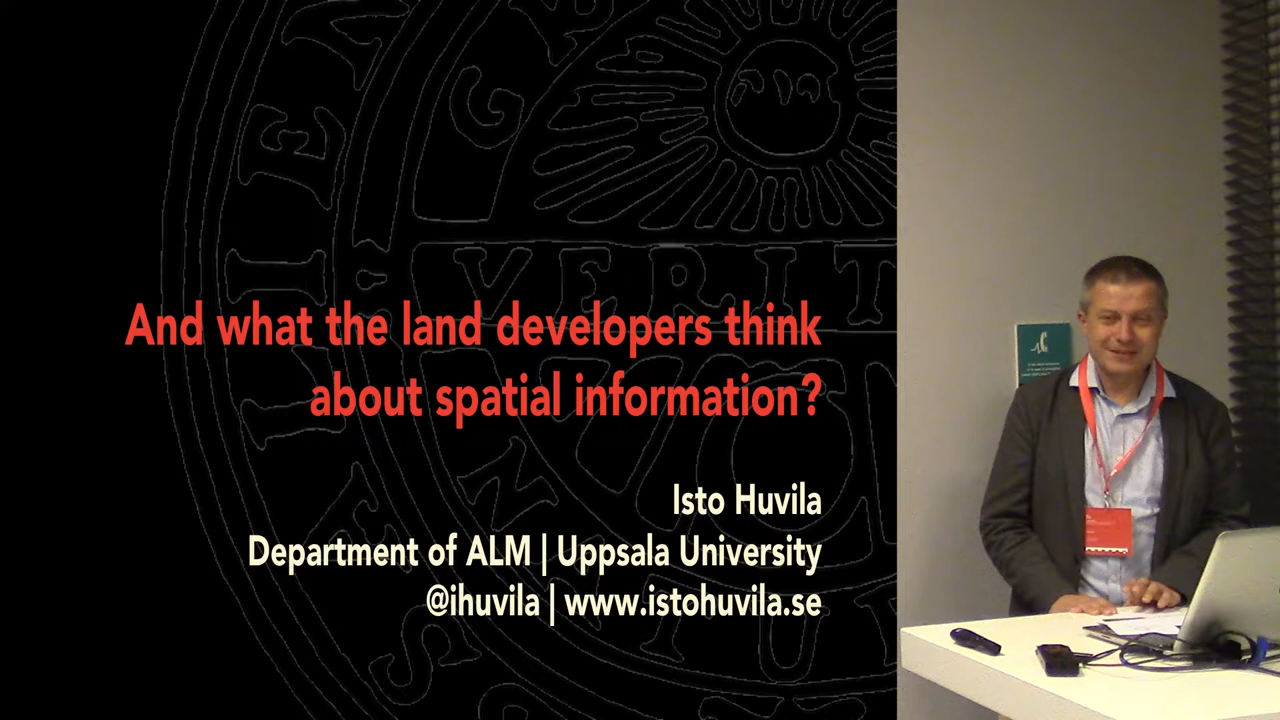 And what the land developers think
about spatial information?
Isto Huvila
Department of ALM | Uppsala University
@ihuvila | www.istohuvila.se
VERIT